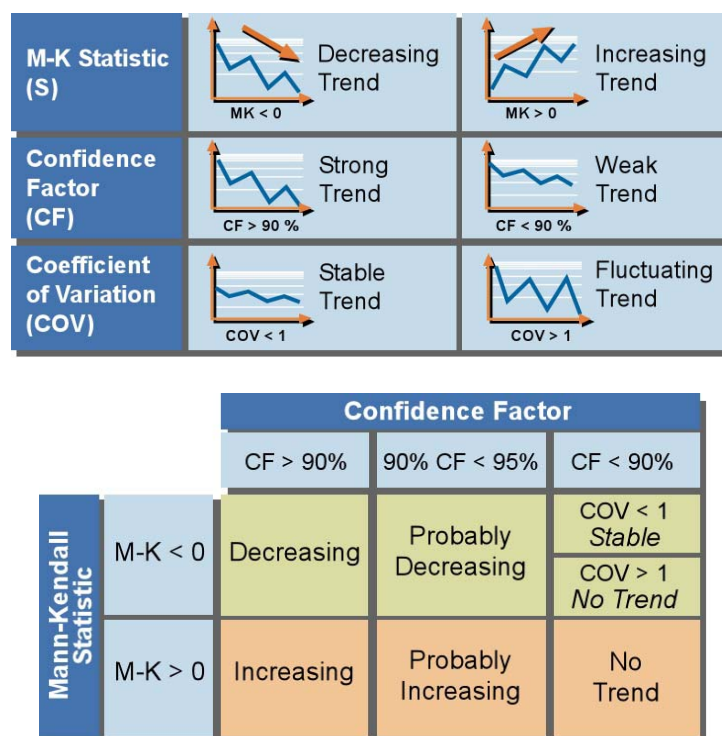 M-K Statistic
(S)
Decreasing
Trend
MK < 0
Increasing
Trend
MK > 0
Confidence
Factor
(CF)
Strong
Trend
CF > 90 %
Weak
Trend
CF < 90 %
Coefficient
of Variation
(COV)
Stable
Trend
COV < 1
Fluctuating
Trend
COV > 1
Confidence Factor
CF > 90%
90% CF < 95%
CF < 90%
Mann-Kendall
Statistic
M-K < 0
Decreasing
Probably
Decreasing
COV < 1
Stable
COV > 1
No Trend
M-K > 0
Increasing
Probably
Increasing
No
Trend